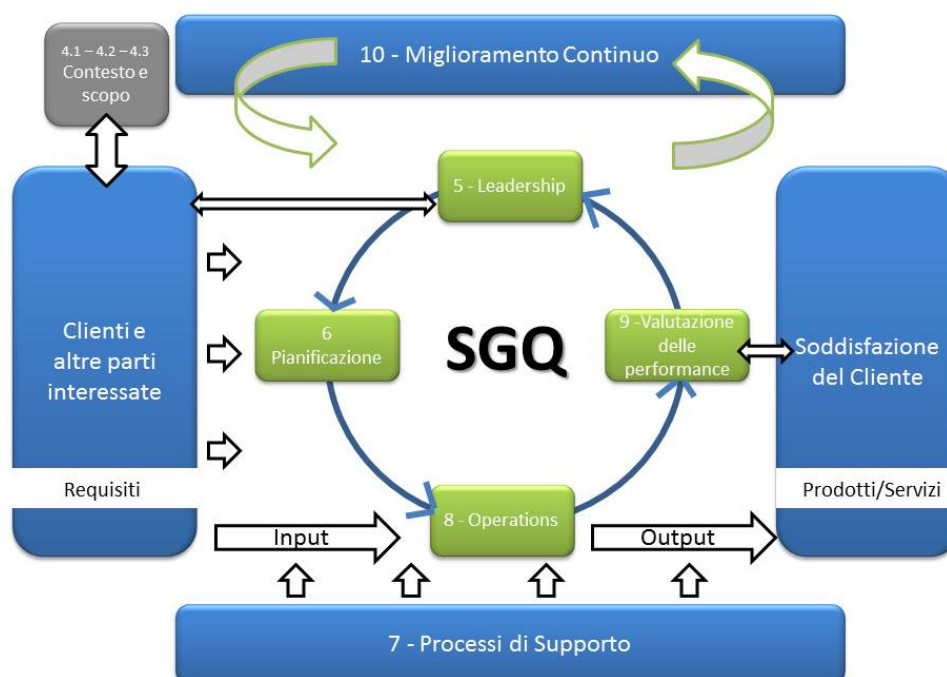 4.1 – 4.2 – 4.3
Contesto e
scopo
10 - Miglioramento Continuo
5 - Leadership
Clienti e
altre parti
interessate
6
Pianificazione
SGQ
9 -Valutazione
delle
performance
Soddisfazione
del Cliente
Requisiti
Prodotti/Servizi
Input
8 - Operations
Output
7 - Processi di Supporto